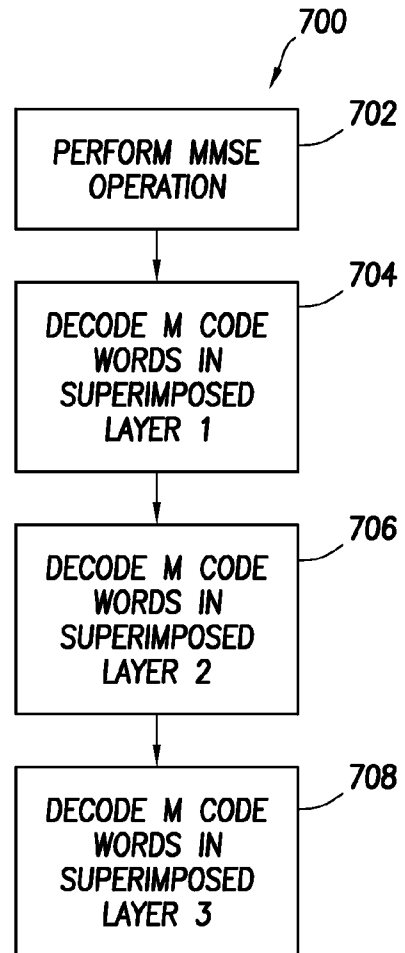 700
702
PERFORM MMSE
OPERATION
704
DECODE M CODE
WORDS IN
SUPERIMPOSED
LAYER 1
706
DECODE M CODE
WORDS IN
SUPERIMPOSED
LAYER 2
708
DECODE M CODE
WORDS IN
SUPERIMPOSED
LAYER 3